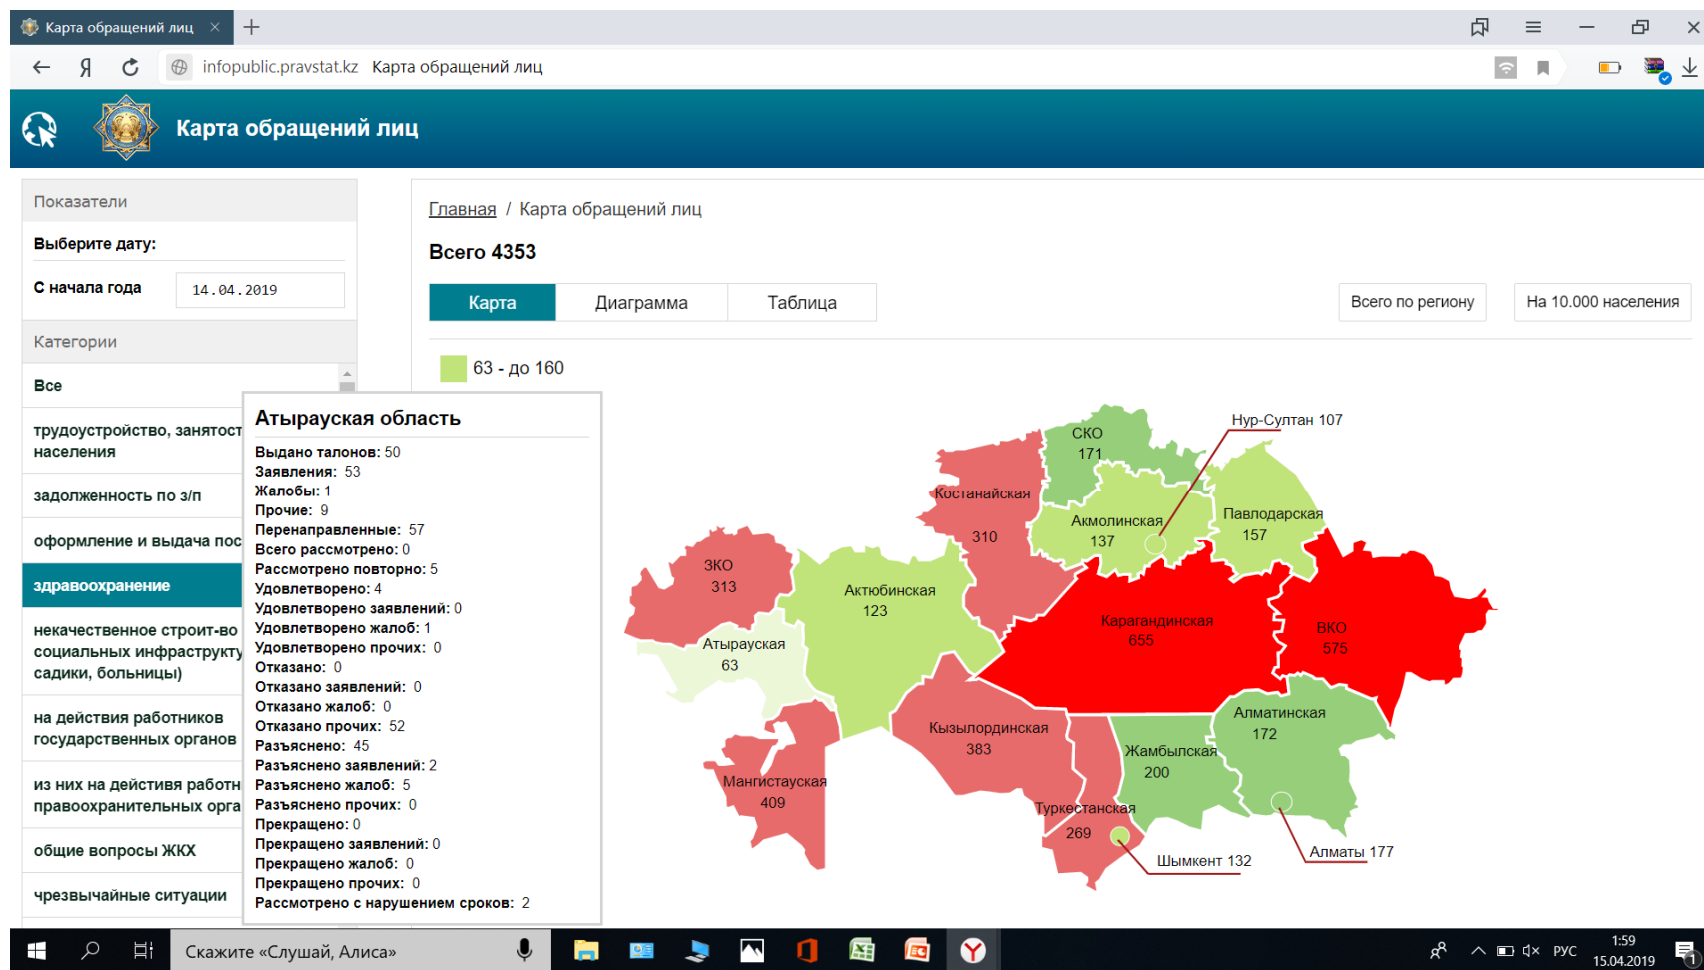 Карта обращений лиц
infopublic.pravstat.kz Карта обращений лиц
Карта обращений лиц
Показатели
Выберите дату:
С начала года 14.04.2019
Категории
Все
трудоустройство, занятост
населения
задолженность по з/п
оформление и выдача пос
здравоохранение
некачественное строит-во
социальных инфраструкту
садики, больницы)
на действия работников
государственных органов
из них на дейстивя работн
правоохранительных орга
общие вопросы ЖКХ
чрезвычайные ситуации
Главная / Карта обращений лиц
Всего 4353
Карта Диаграмма Таблица
Всего по региону На 10.000 населения
63 - до 160
Атырауская область
Выдано талонов: 50
Заявления: 53
Жалобы: 1
Прочие: 9
Перенаправленные: 57
Всего рассмотрено: 0
Рассмотрено повторно: 5
Удовлетворено: 4
Удовлетворено заявлений: 0
Удовлетворено жалоб: 1
Удовлетворено прочих: 0
Отказано: 0
Отказано заявлений: 0
Отказано жалоб: 0
Отказано прочих: 52
Разъяснено: 45
Разъяснено заявлений: 2
Разъяснено жалоб: 5
Разъяснено прочих: 0
Прекращено: 0
Прекращено заявлений: 0
Прекращено жалоб: 0
Прекращено прочих: 0
Рассмотрено с нарушением сроков: 2
Нур-Султан 107
СКО
171
Костанайская
310
Акмолинская
137
Павлодарская
157
ЗКО
313
Актюбинская
123
Карагандинская
655
ВКО
575
Атырауская
63
Кызылординская
383
Алматинская
172
Жамбылская
200
Мангистауская
409
Туркестанская
269
Шымкент 132
Алматы 177
Скажите «Слушай, Алиса»
РУС
1:59
15.04.2019
1